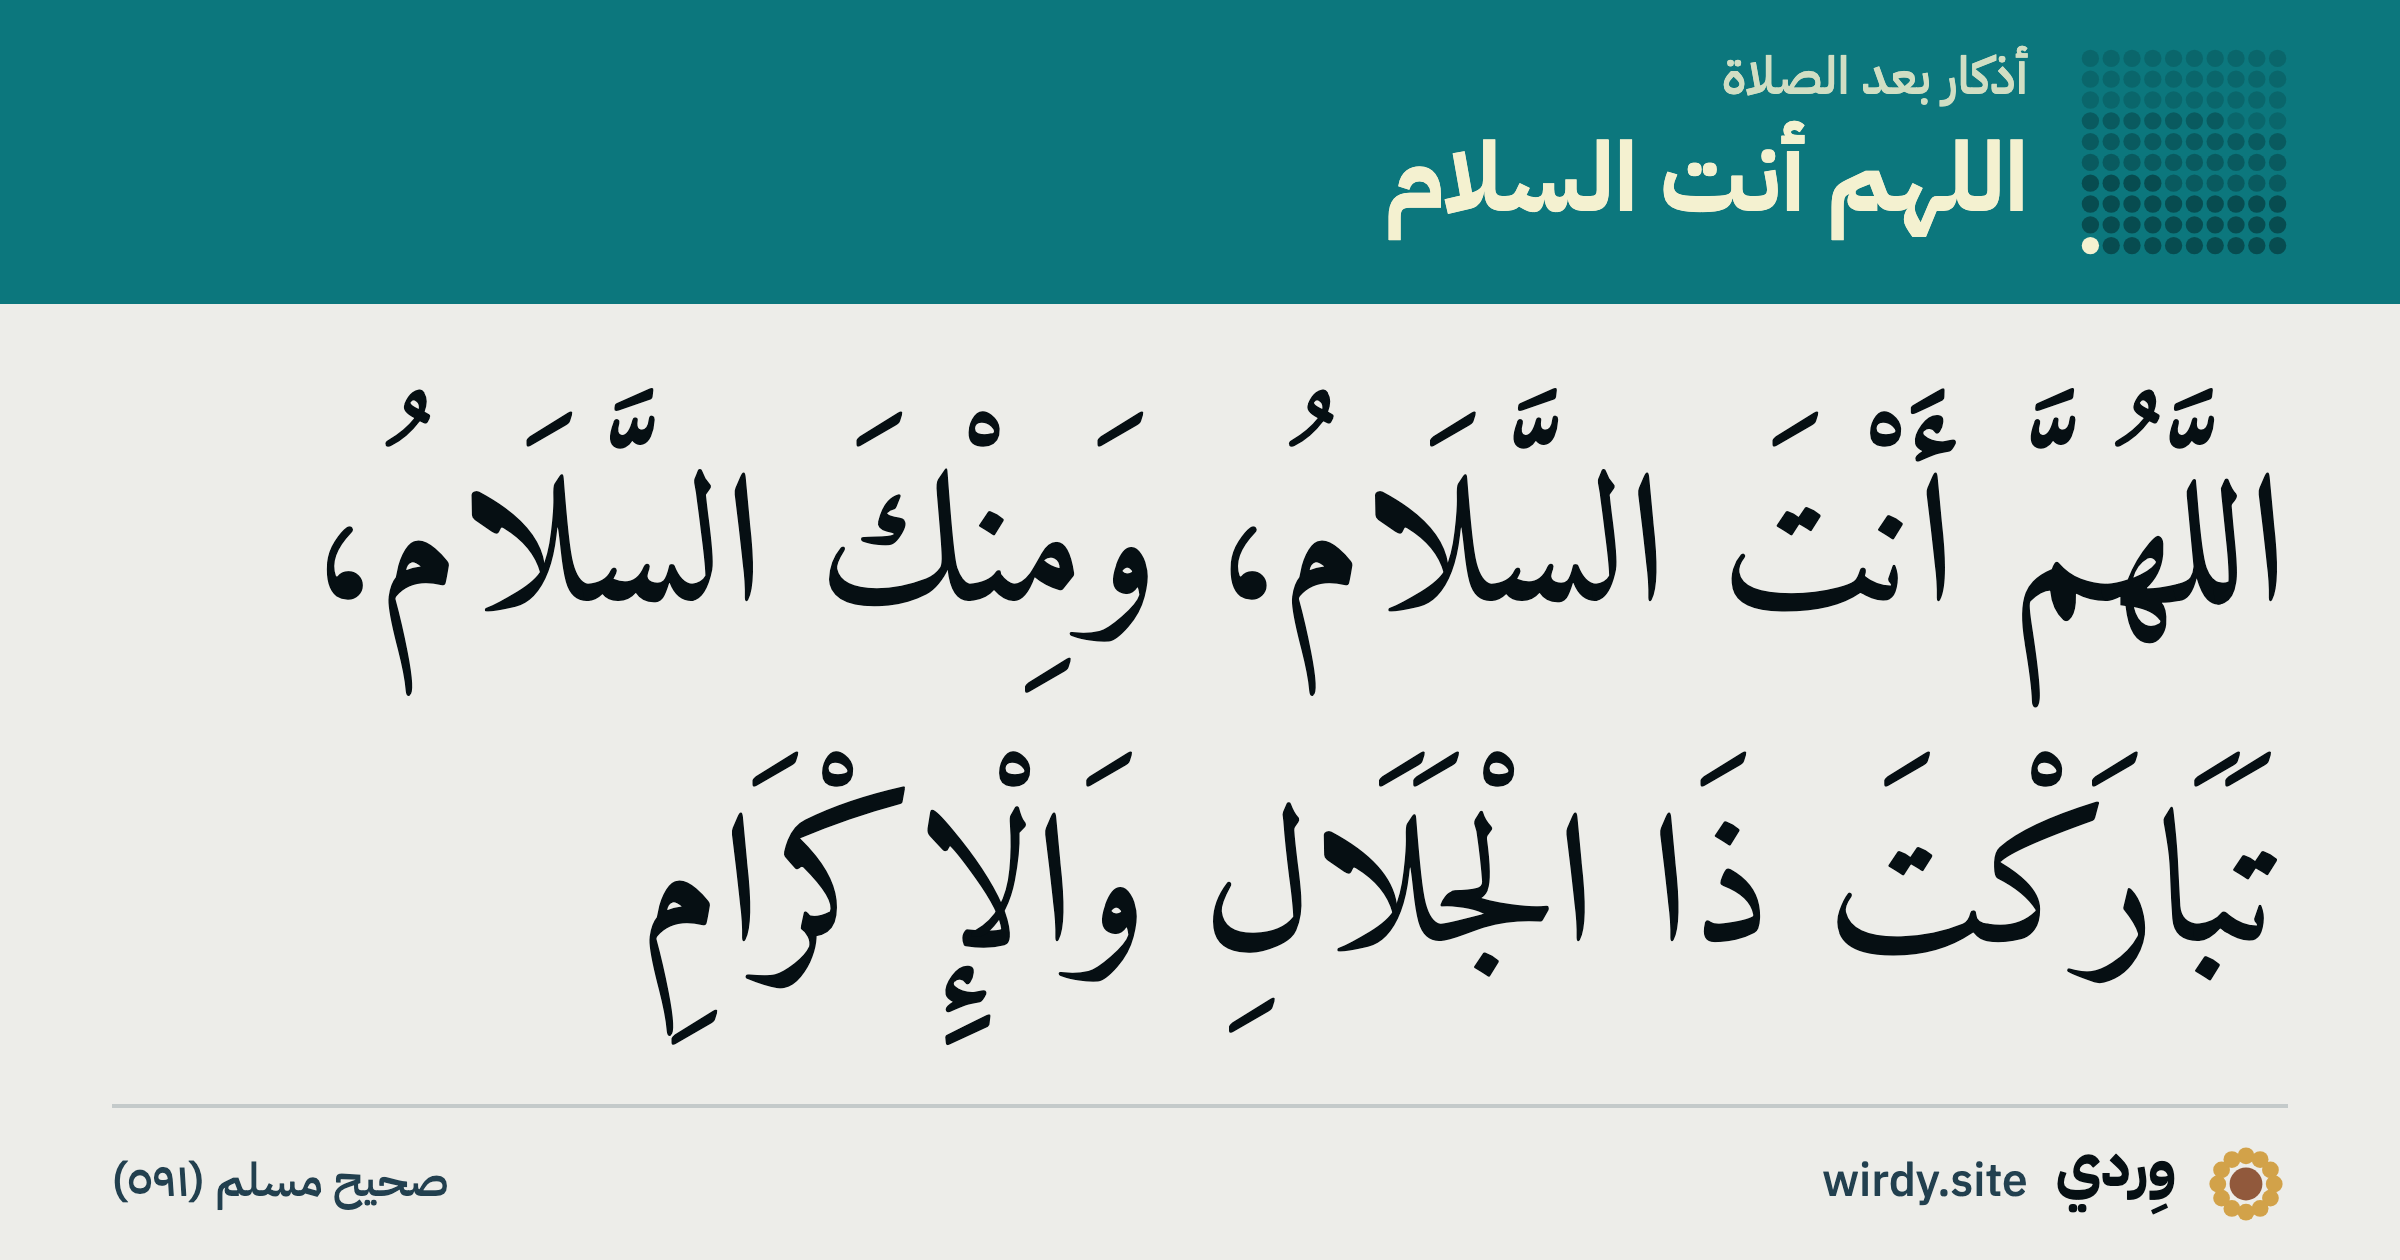 أذكار بعد الصلاة
اللهم أنت السلام
اللَّهُمَّ أَنْتَ السَّلَامُ، وَمِنْكَ السَّلَامُ،
تَبَارَكْتَ ذَا الْجَلَالِ وَالْإِكْرَامِ
وِردي wirdy.site
صحيح مسلم (٥٩١)